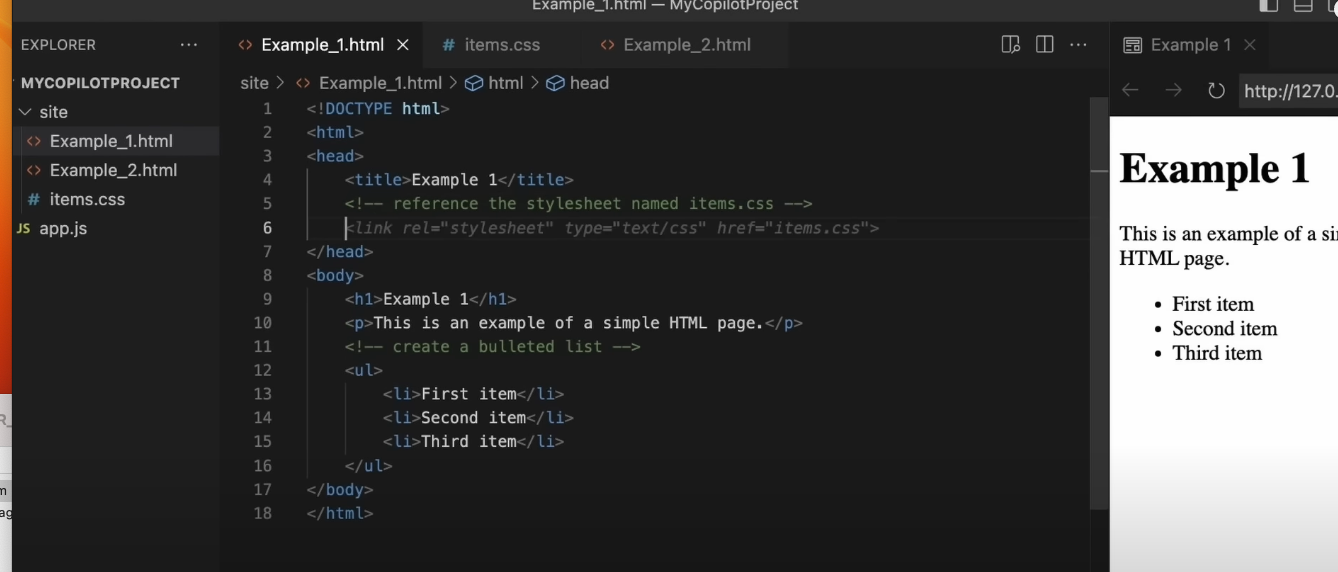 Example_1.html — MyCopilotProject
EXPLORER ...
MYCOPILOTPROJECT
site
<> Example_1.html
<> Example_2.html
# items.css
JS app.js
<> Example_1.html × # items.css <> Example_2.html
site > <> Example_1.html > html > head
1 <!DOCTYPE html>
2 <html>
3 <head>
4 <title>Example 1</title>
5 <!-- reference the stylesheet named items.css -->
6 <link rel="stylesheet" type="text/css" href="items.css">
7 </head>
8 <body>
9 <h1>Example 1</h1>
10 <p>This is an example of a simple HTML page.</p>
11 <!-- create a bulleted list -->
12 <ul>
13 <li>First item</li>
14 <li>Second item</li>
15 <li>Third item</li>
16 </ul>
17 </body>
18 </html>
Example 1 ×
http://127.0.
Example 1
This is an example of a si
HTML page.
• First item
• Second item
• Third item